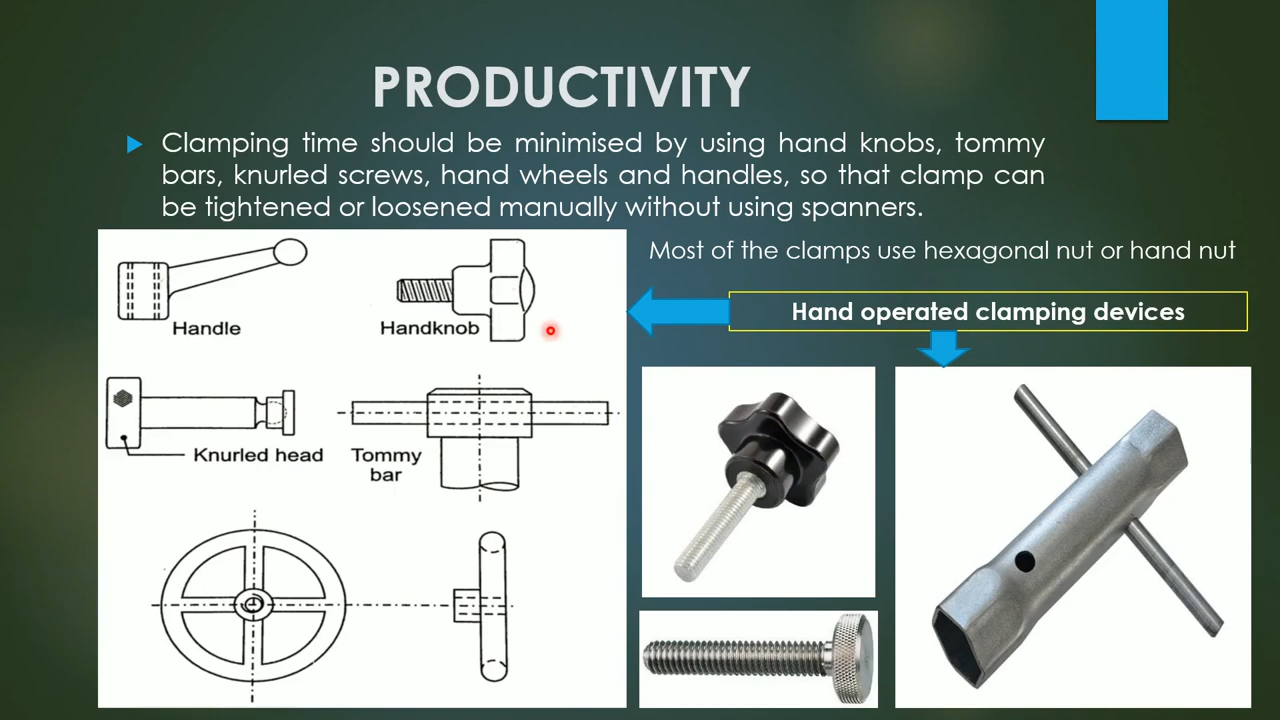 PRODUCTIVITY
Clamping time should be minimised by using hand knobs, tommy
bars, knurled screws, hand wheels and handles, so that clamp can
be tightened or loosened manually without using spanners.
Most of the clamps use hexagonal nut or hand nut
Hand operated clamping devices
Handle
Handknob
Knurled head
Tommy
bar